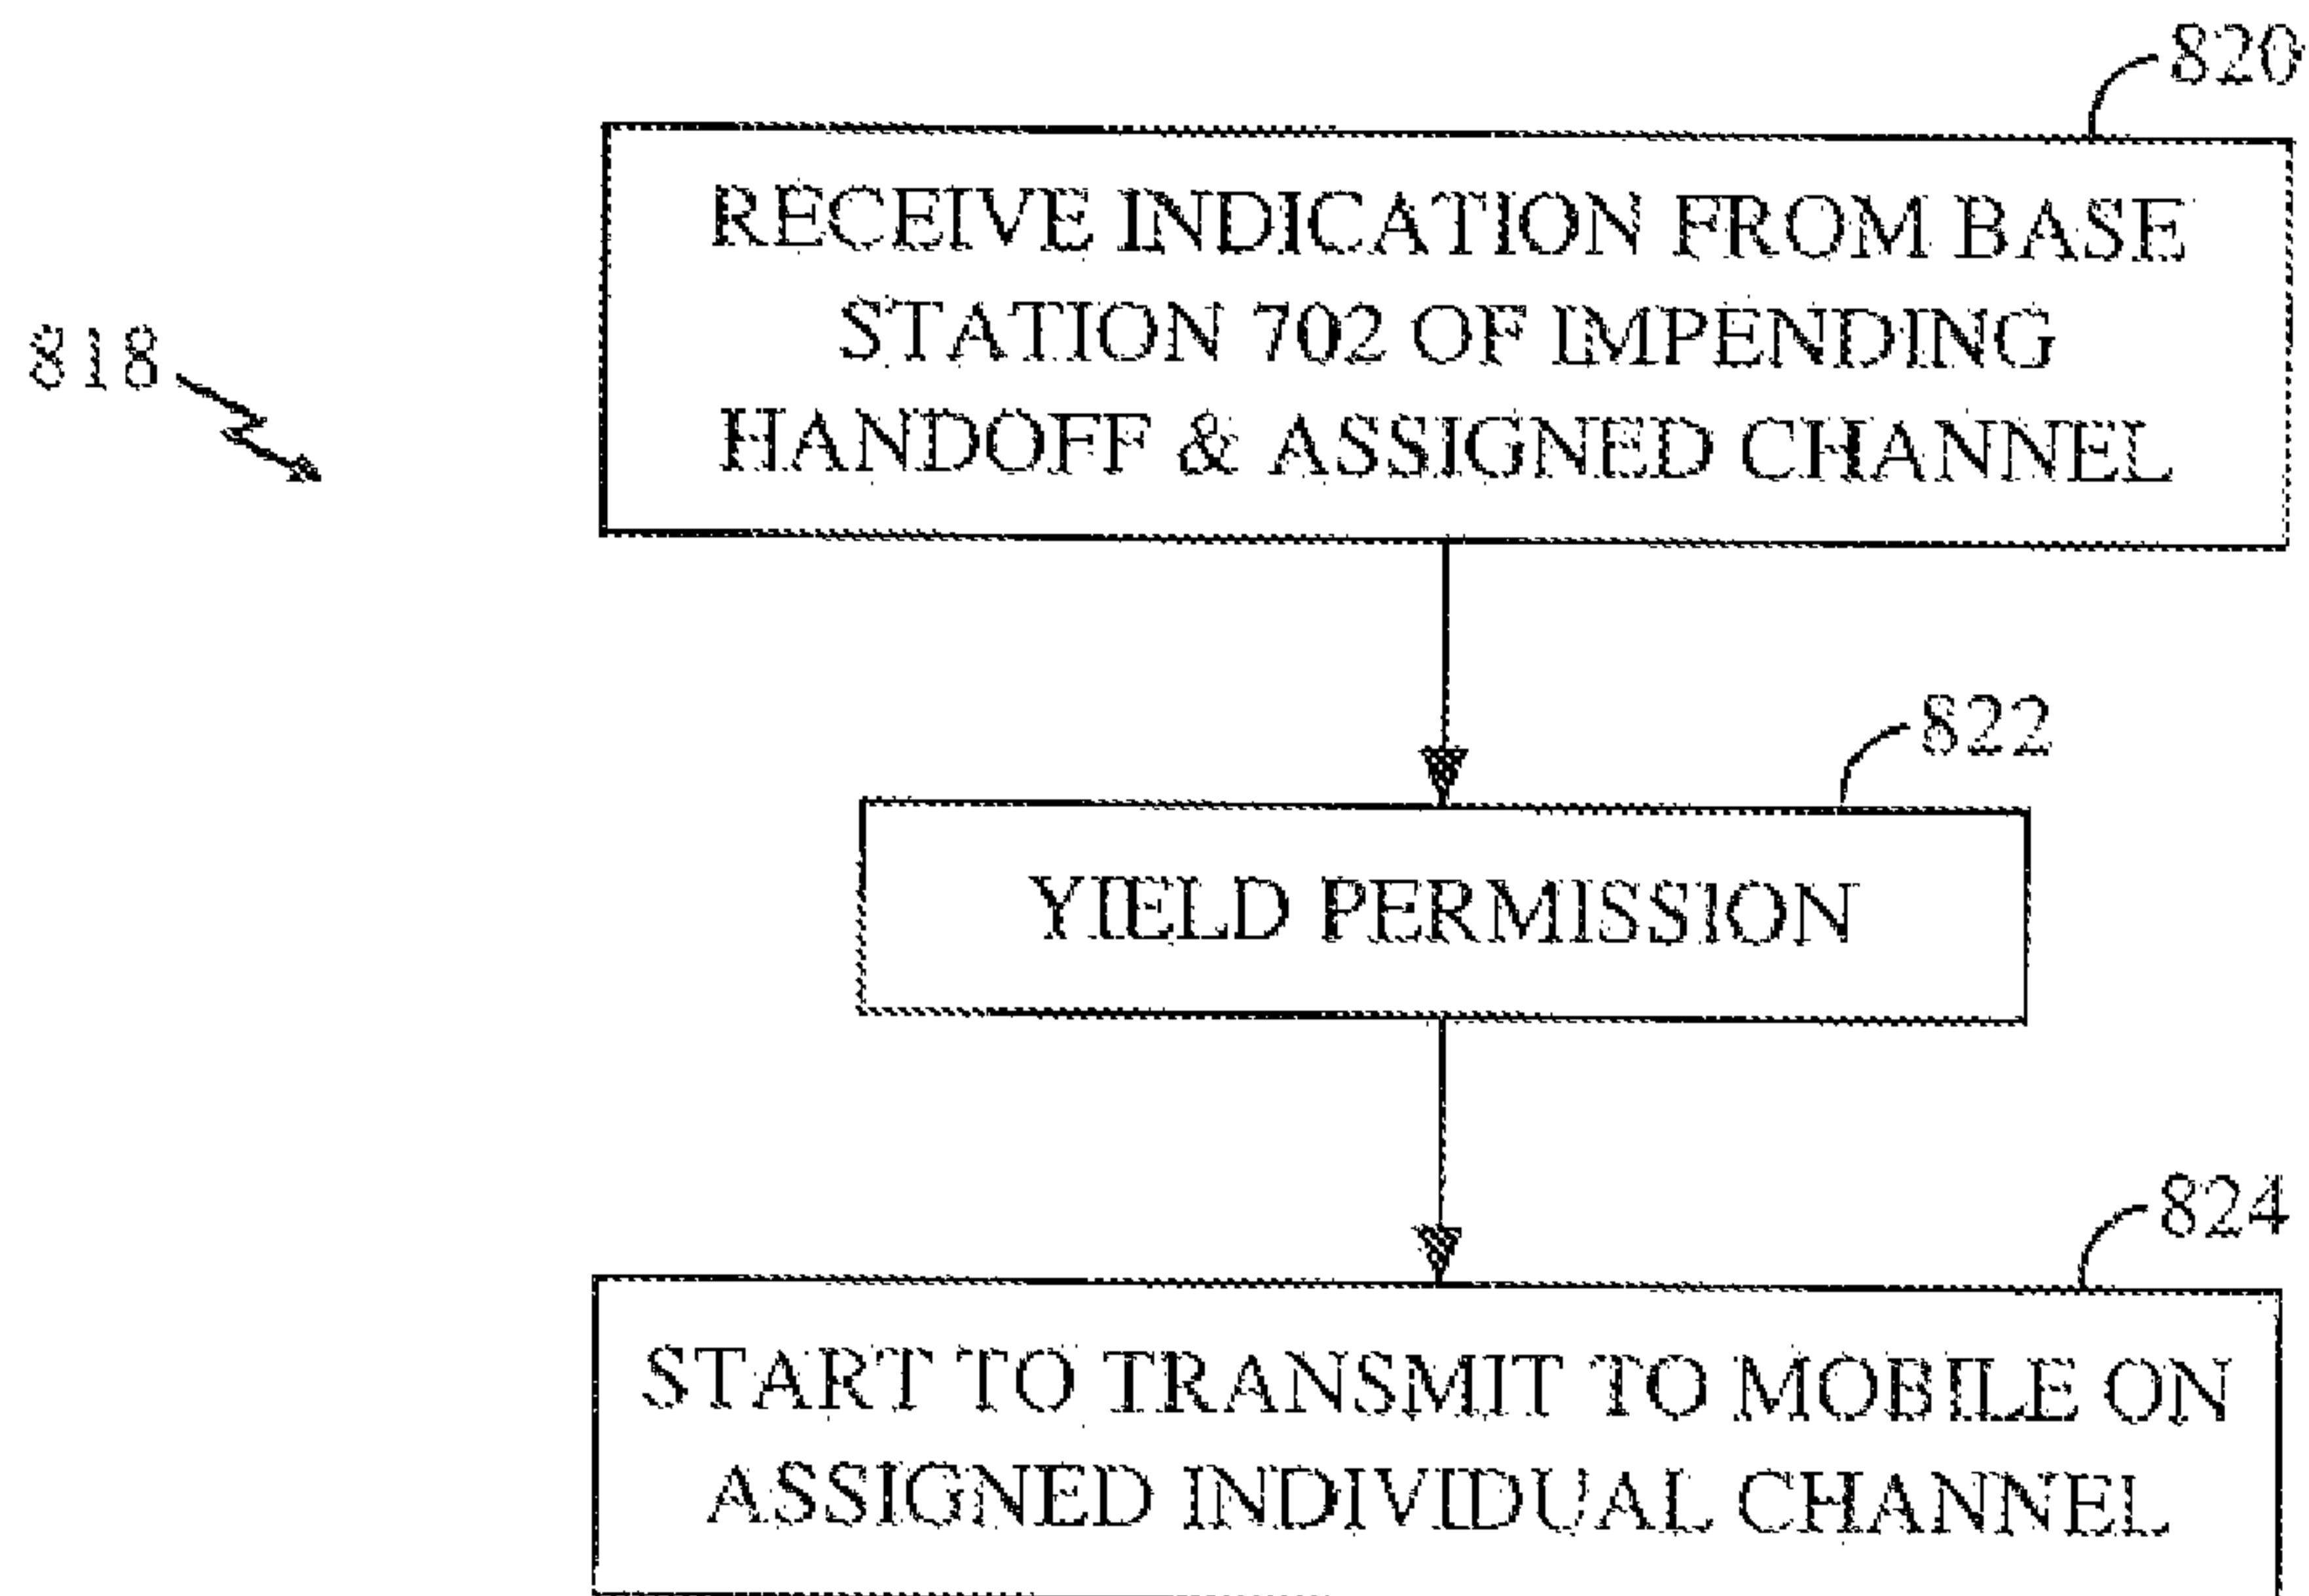 820
RECEIVE INDICATION FROM BASE
STATION 702 OF IMPENDING
HANDOFF & ASSIGNED CHANNEL
818
822
YIELD PERMISSION
824
START TO TRANSMIT TO MOBILE ON
ASSIGNED INDIVIDUAL CHANNEL